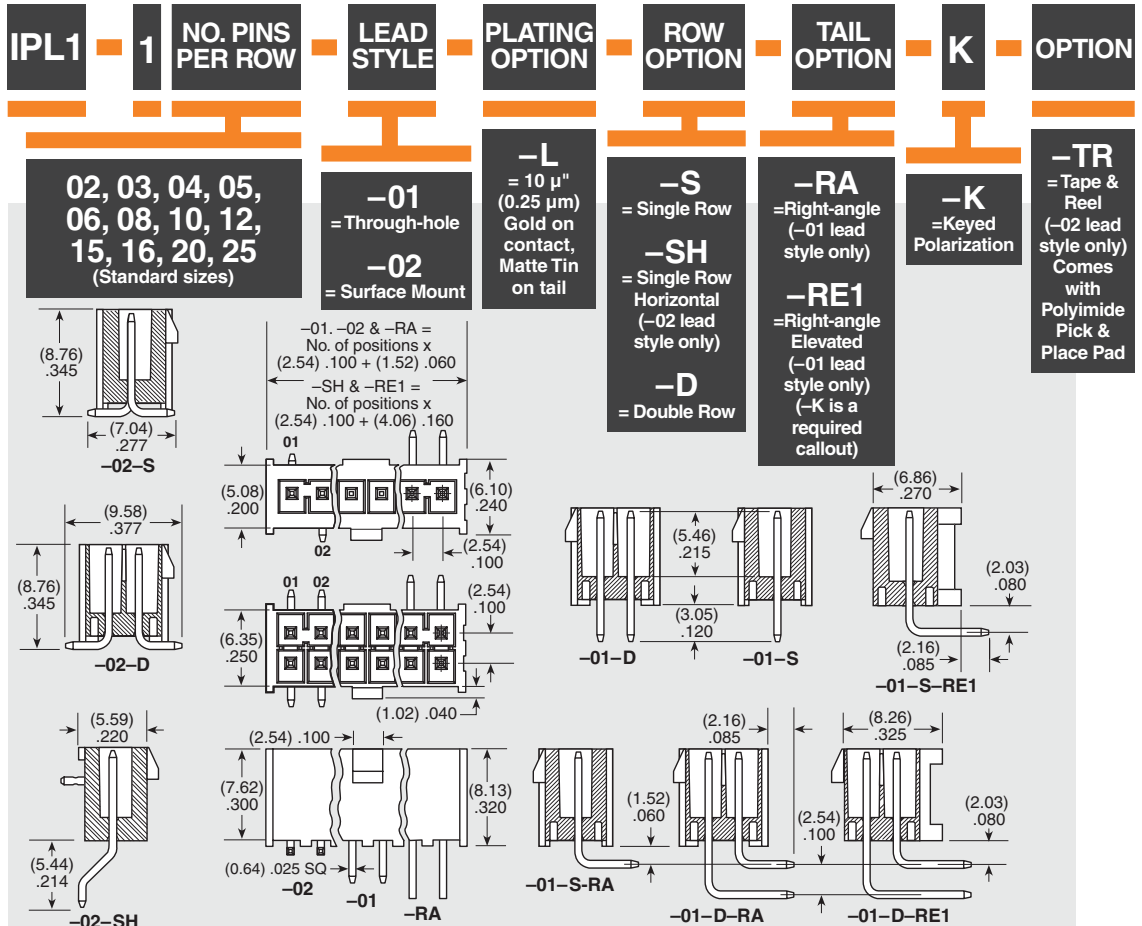 IPL1
1
NO. PINS
PER ROW
LEAD
STYLE
PLATING
OPTION
ROW
OPTION
TAIL
OPTION
K
OPTION
02, 03, 04, 05,
06, 08, 10, 12,
15, 16, 20, 25
(Standard sizes)
–01
= Through-hole
–02
= Surface Mount
–L
= 10 µ"
(0.25 µm)
Gold on
contact,
Matte Tin
on tail
–S
= Single Row
–SH
= Single Row
Horizontal
(–02 lead
style only)
–D
= Double Row
–RA
=Right-angle
(–01 lead
style only)
–RE1
=Right-angle
Elevated
(–01 lead
style only)
(–K is a
required
callout)
–K
=Keyed
Polarization
–TR
= Tape &
Reel
(–02 lead
style only)
Comes
with
Polyimide
Pick &
Place Pad
(8.76)
.345
(7.04)
.277
–02–S
–01. –02 & –RA =
No. of positions x
(2.54) .100 + (1.52) .060
–SH & –RE1 =
No. of positions x
(2.54) .100 + (4.06) .160
01
(5.08)
.200
(6.10)
.240
02
(2.54)
.100
(9.58)
.377
(8.76)
.345
–02–D
01
02
(2.54)
.100
(6.35)
.250
(1.02) .040
(5.46)
.215
(3.05)
.120
–01–D
–01–S
(6.86)
.270
(2.03)
.080
(2.16)
.085
–01–S–RE1
(5.59)
.220
(5.44)
.214
–02–SH
(2.54) .100
(7.62)
.300
(8.13)
.320
(0.64) .025 SQ
–02
–01
–RA
(1.52)
.060
–01–S-RA
(2.16)
.085
(2.54)
.100
–01–D–RA
(8.26)
.325
(2.03)
.080
–01–D–RE1